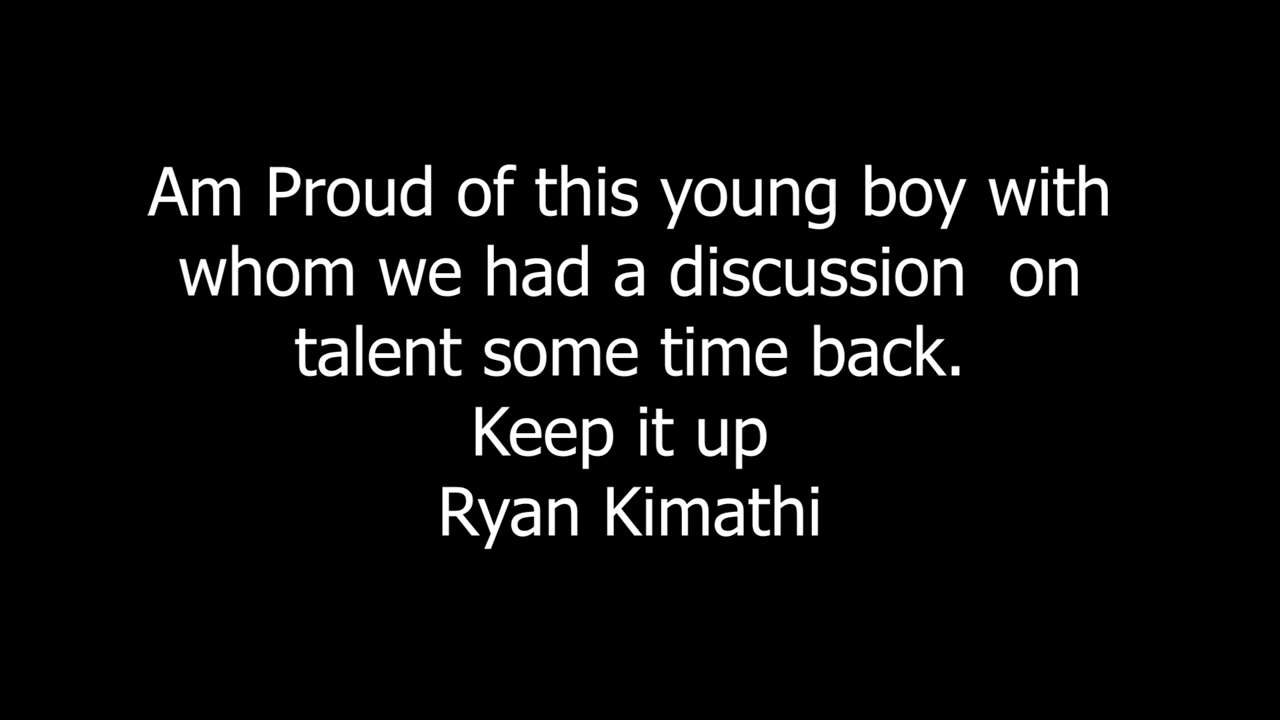 Am Proud of this young boy with
whom we had a discussion  on
talent some time back.
Keep it up
Ryan Kimathi